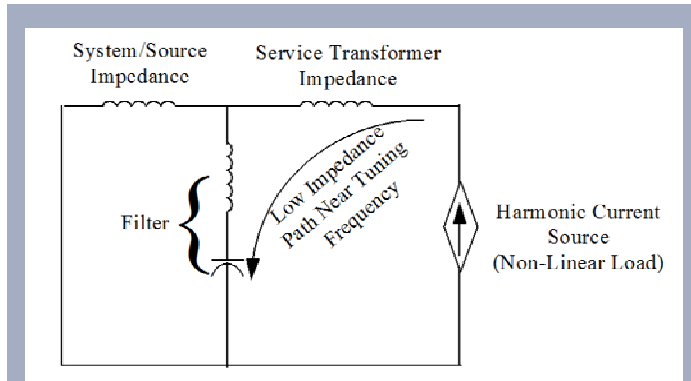 System/Source
Impedance
Service Transformer
Impedance
Low Impedance
Path Near Tuning
Frequency
Filter
Harmonic Current
Source
(Non-Linear Load)